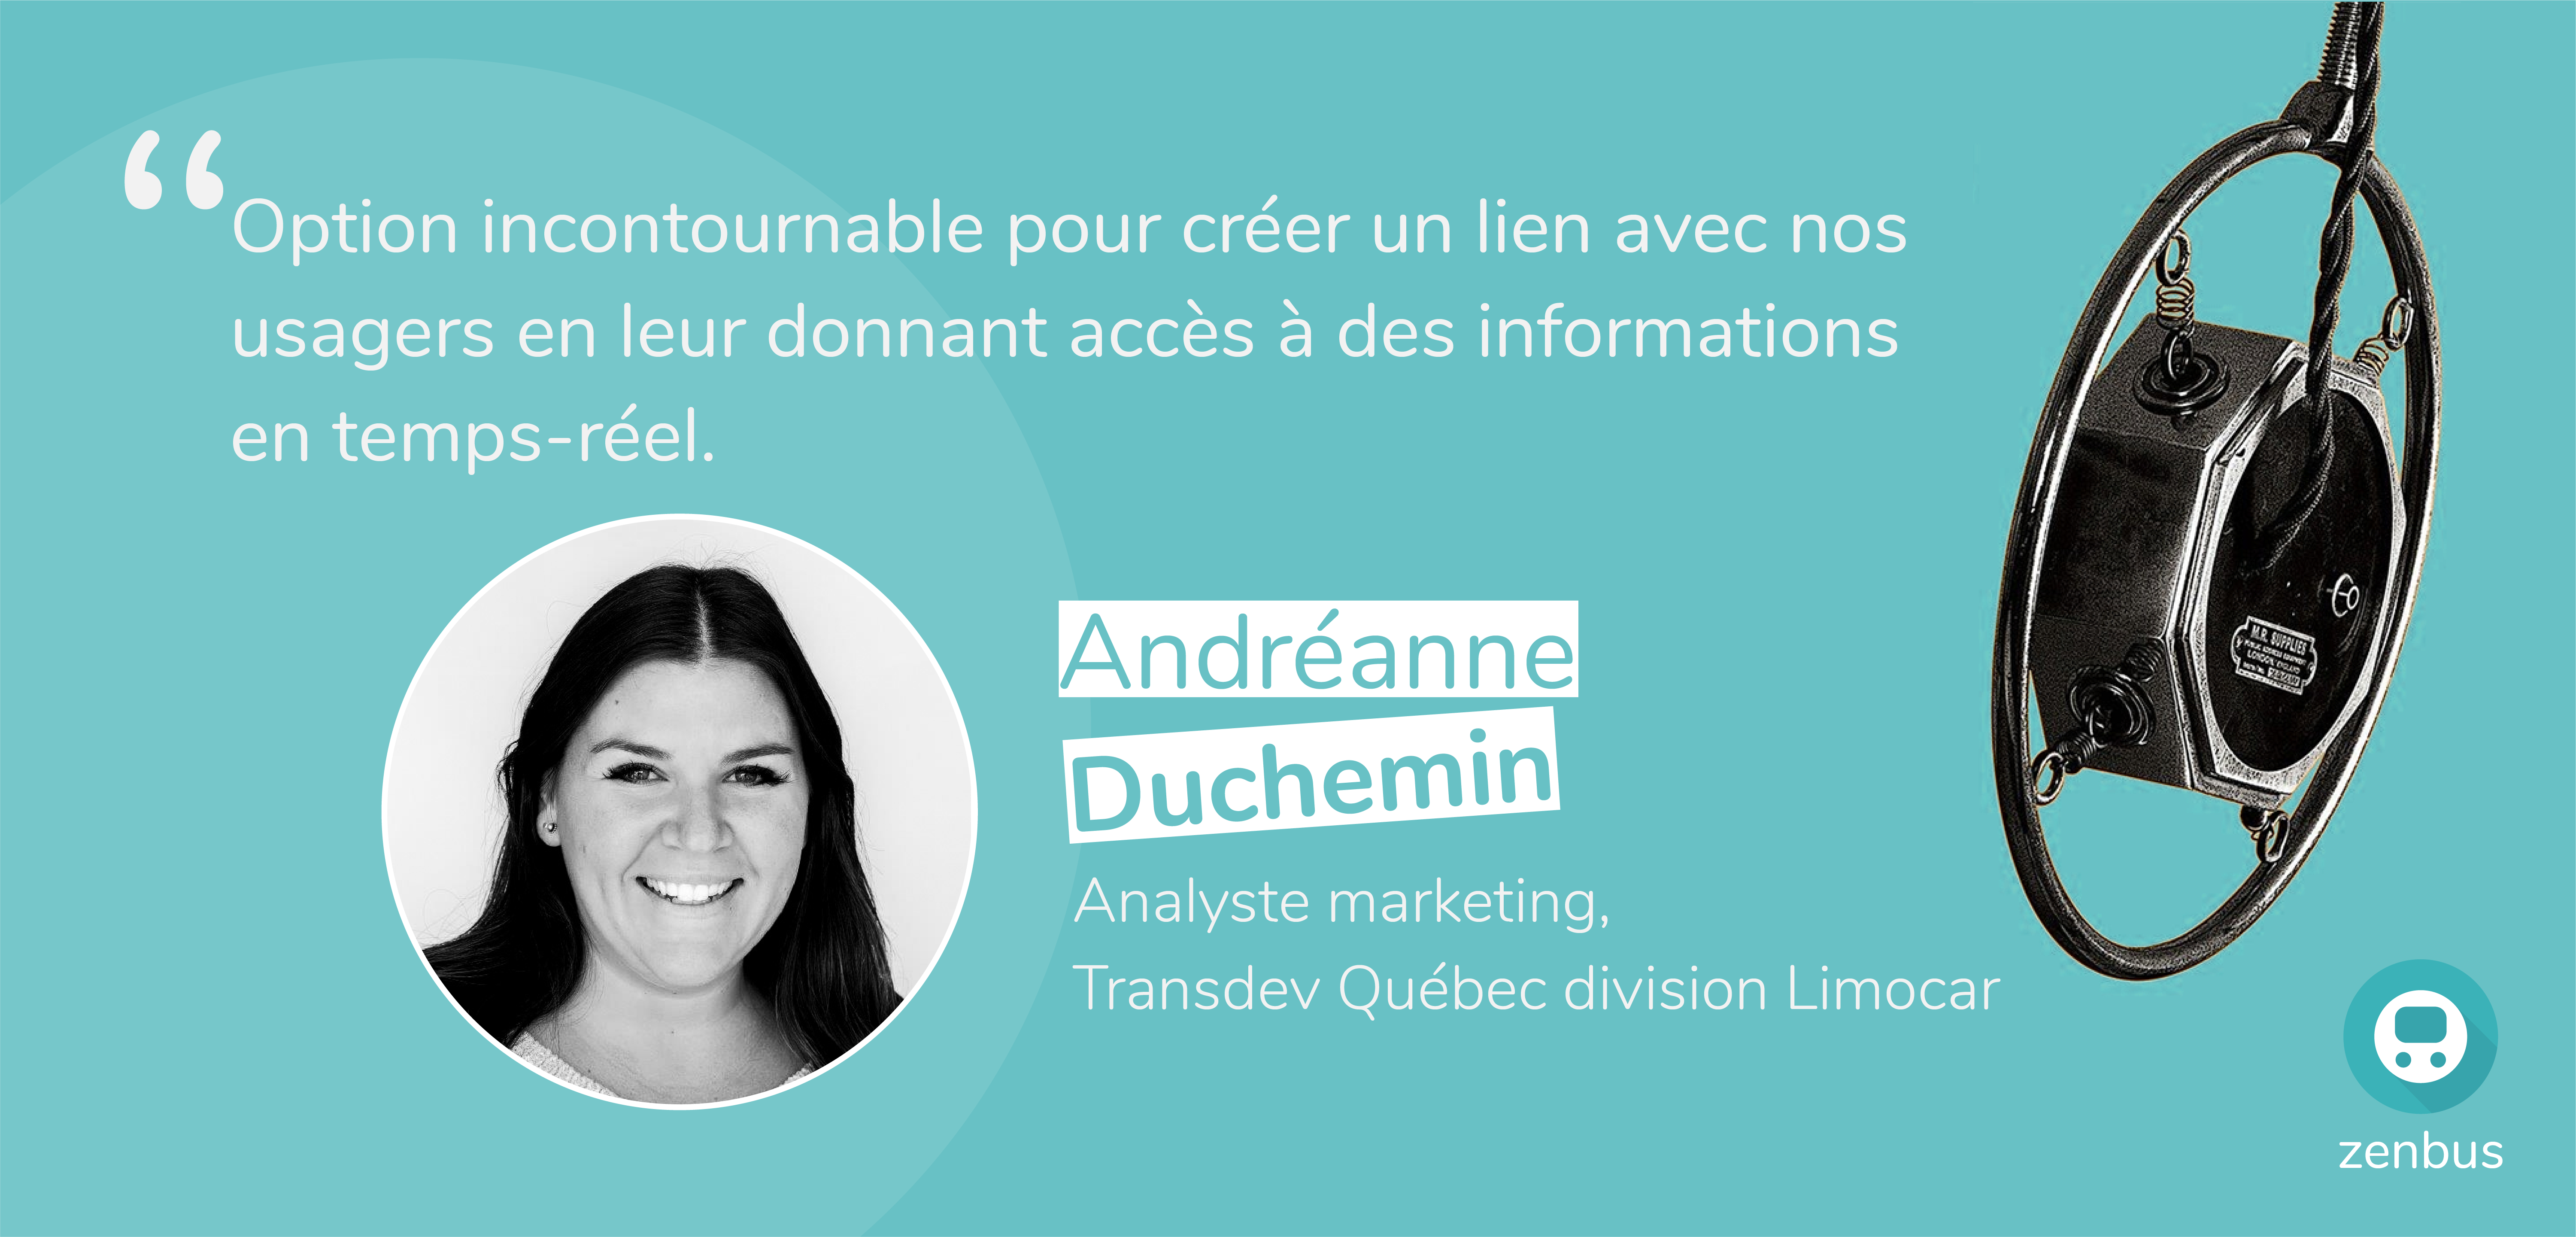 “Option incontournable pour créer un lien avec nos
usagers en leur donnant accès à des informations
en temps-réel.
Andréanne
Duchemin
Analyste marketing,
Transdev Québec division Limocar
M.R. SUPPLIES
LONDON, ENGLAND
zenbus